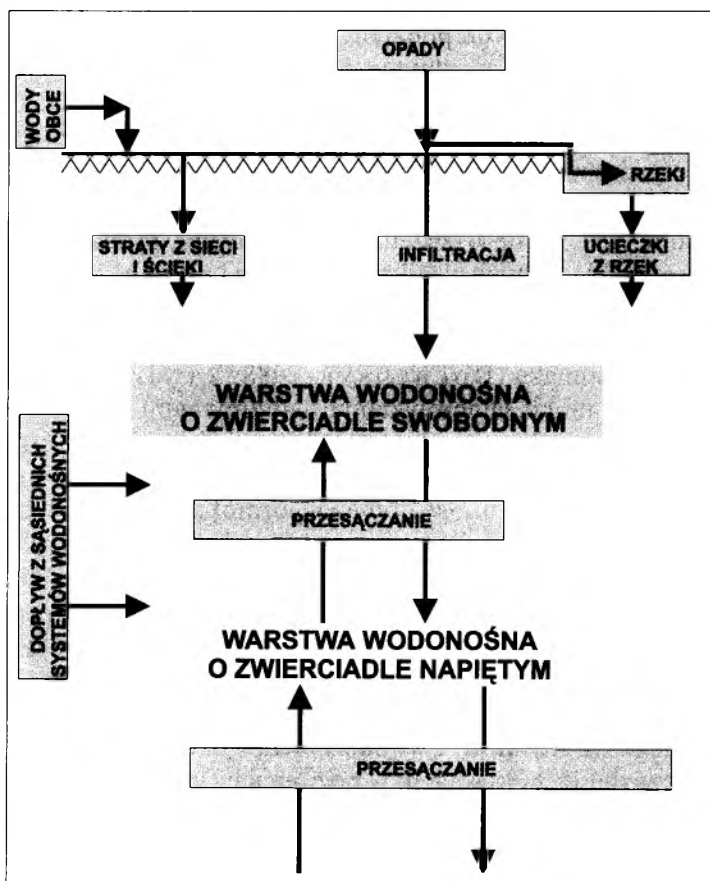 OPADY
WODY
OBCE
RZEKI
STRATY Z SIECI
I ŚCIEKI
INFILTRACJA
UCIECZKI
Z RZEK
WARSTWA WODONOŚNA
O ZWIERCIADLE SWOBODNYM
DOPŁYW Z SĄSIEDNICH
SYSTEMÓW WODONOŚNYCH
PRZESĄCZANIE
WARSTWA WODONOŚNA
O ZWIERCIADLE NAPIĘTYM
PRZESĄCZANIE